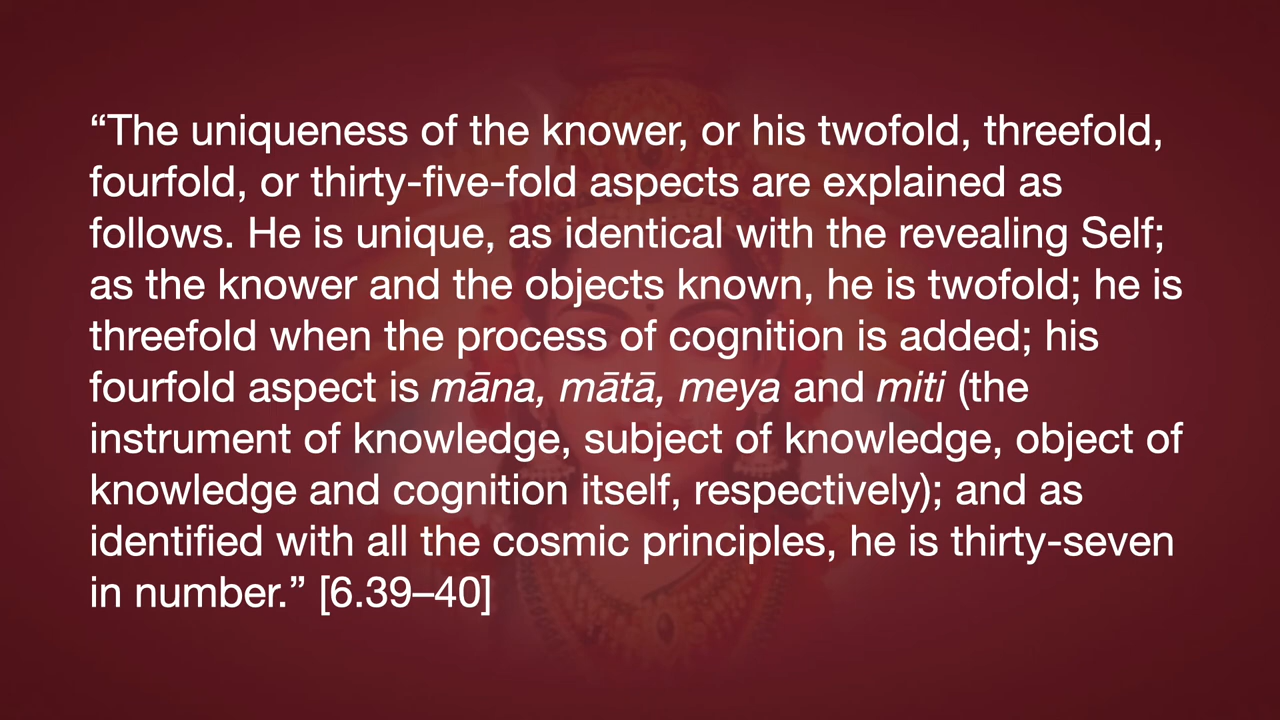 “The uniqueness of the knower, or his twofold, threefold,
fourfold, or thirty-five-fold aspects are explained as
follows. He is unique, as identical with the revealing Self;
as the knower and the objects known, he is twofold; he is
threefold when the process of cognition is added; his
fourfold aspect is māna, mātā, meya and miti (the
instrument of knowledge, subject of knowledge, object of
knowledge and cognition itself, respectively); and as
identified with all the cosmic principles, he is thirty-seven
in number.” [6.39–40]